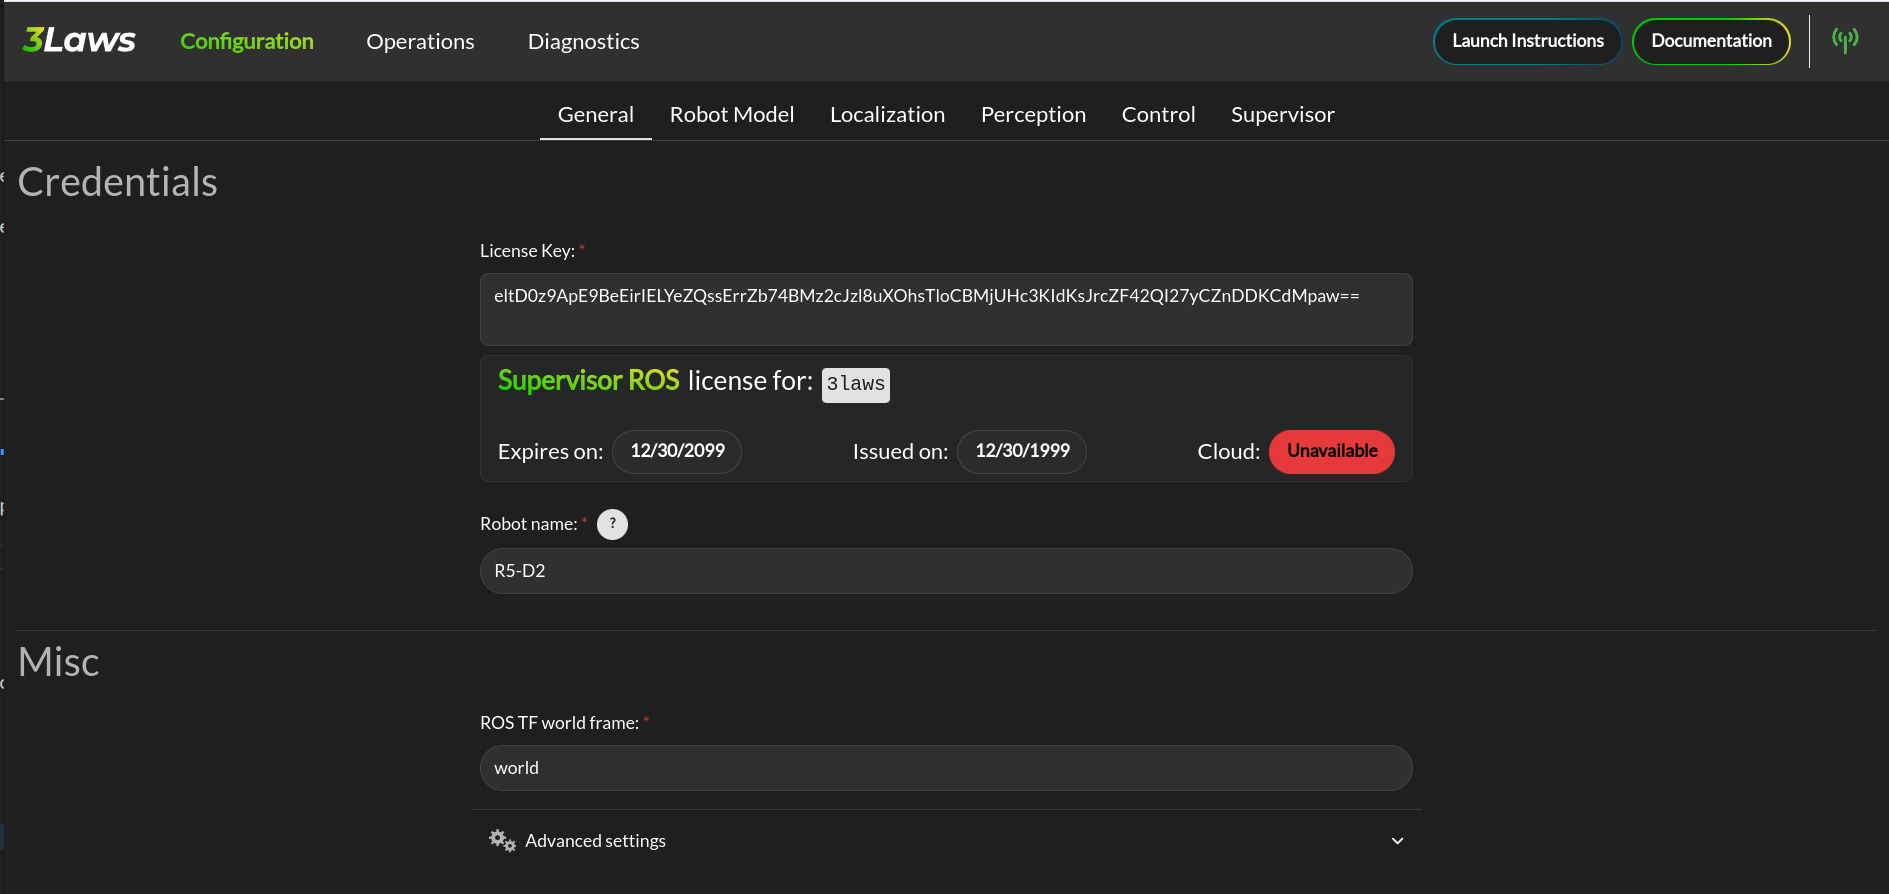 3Laws Configuration Operations Diagnostics Launch Instructions Documentation
General Robot Model Localization Perception Control Supervisor
Credentials
License Key: *
eltD0z9ApE9BeEirIELYeZQssErrZb74BMz2cJzl8uXOhsTloCBMjUHc3KIdKsJrcZF42QI27yCZnDDKCdMpaw==
Supervisor ROS license for: 3laws
Expires on: 12/30/2099 Issued on: 12/30/1999 Cloud: Unavailable
Robot name: * ?
R5-D2
Misc
ROS TF world frame: *
world
Advanced settings